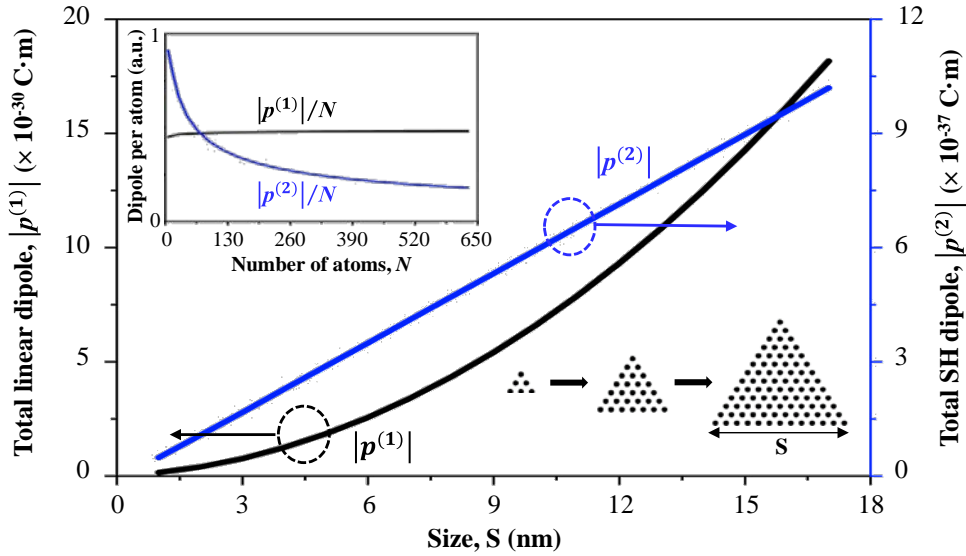 Total linear dipole, |p⁽¹⁾| (× 10⁻³⁰ C·m)
20
15
10
5
0
Dipole per atom (a.u.)
1
0
|p⁽¹⁾|/N
|p⁽²⁾|/N
0 130 260 390 520 650
Number of atoms, N
|p⁽²⁾|
|p⁽¹⁾|
S
12
9
6
3
0
Total SH dipole, |p⁽²⁾| (× 10⁻³⁷ C·m)
0 3 6 9 12 15 18
Size, S (nm)